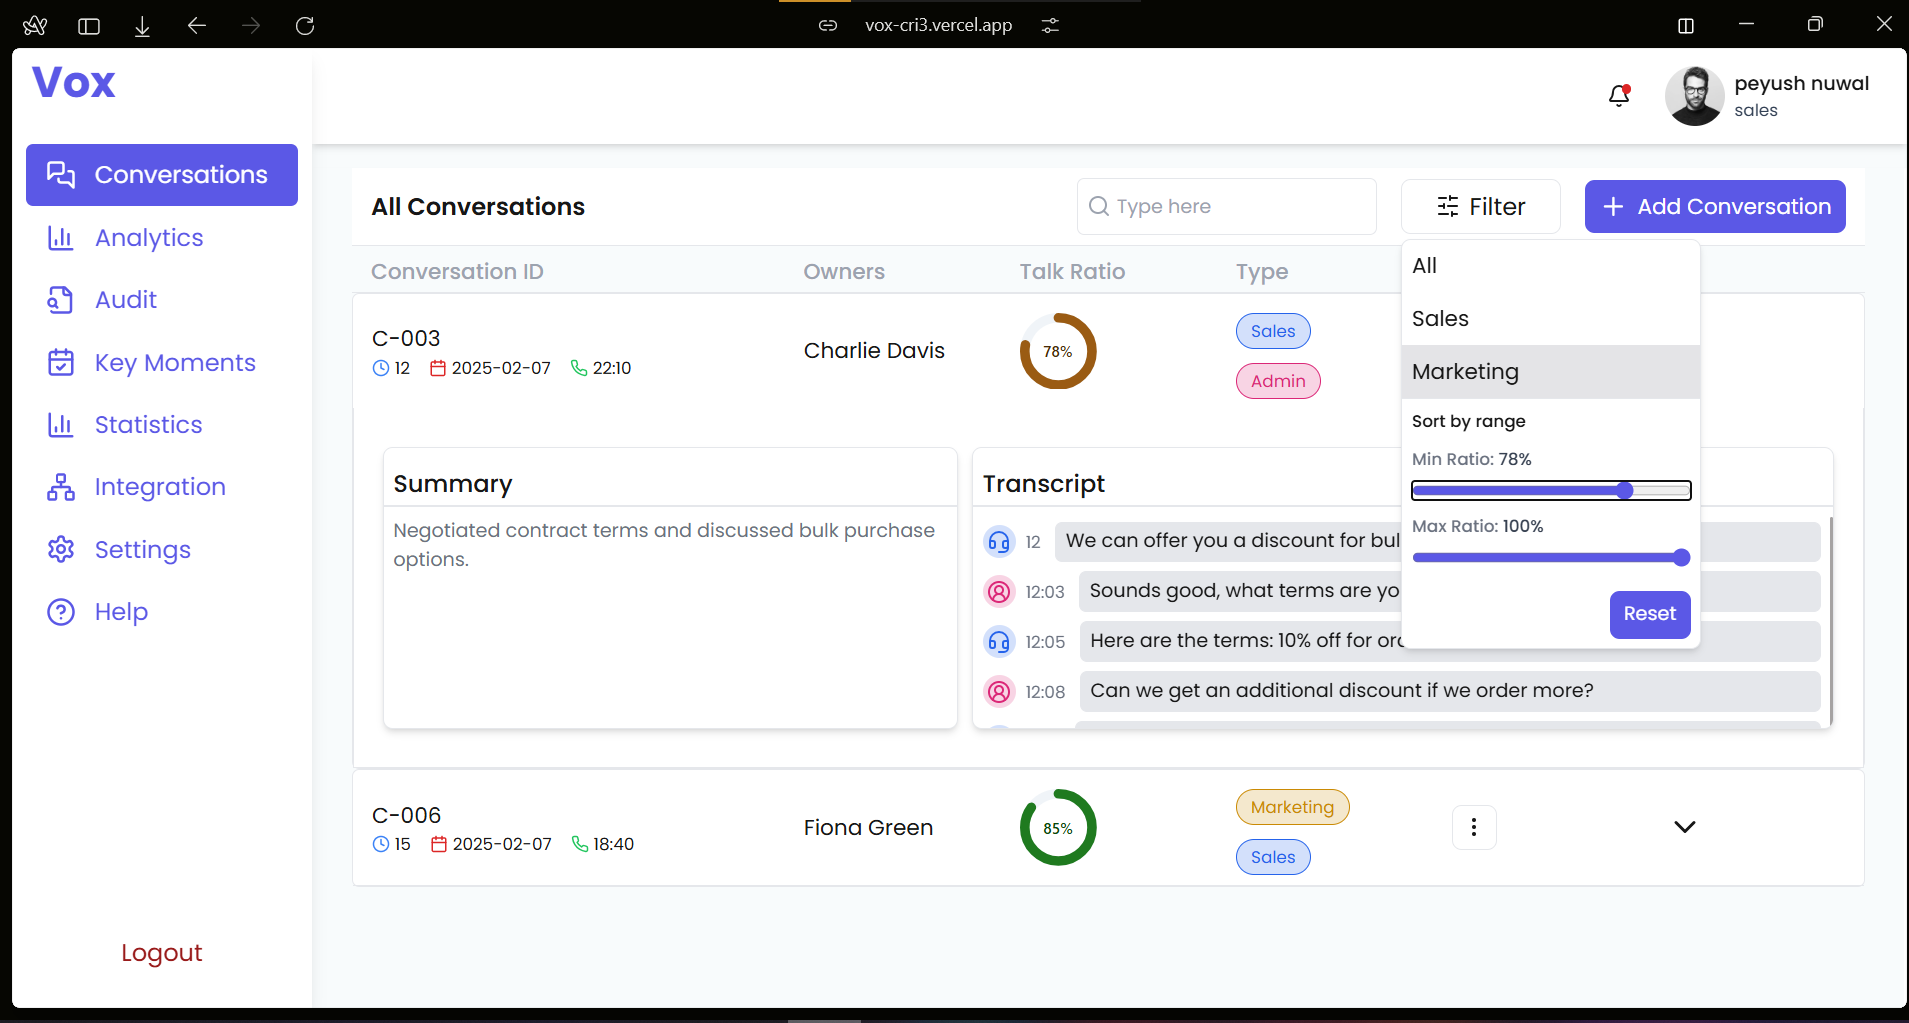 vox-cri3.vercel.app
Vox
peyush nuwal
sales
Conversations
Analytics
Audit
Key Moments
Statistics
Integration
Settings
Help
Logout
All Conversations
Type here
Filter
Add Conversation
Conversation ID Owners Talk Ratio Type
All
Sales
Marketing
Sort by range
Min Ratio: 78%
Max Ratio: 100%
Reset
C-003
12 2025-02-07 22:10
Charlie Davis
78%
Sales
Admin
Summary
Negotiated contract terms and discussed bulk purchase
options.
Transcript
12 We can offer you a discount for bul
12:03 Sounds good, what terms are yo
12:05 Here are the terms: 10% off for
12:08 Can we get an additional discount if we order more?
C-006
15 2025-02-07 18:40
Fiona Green
85%
Marketing
Sales